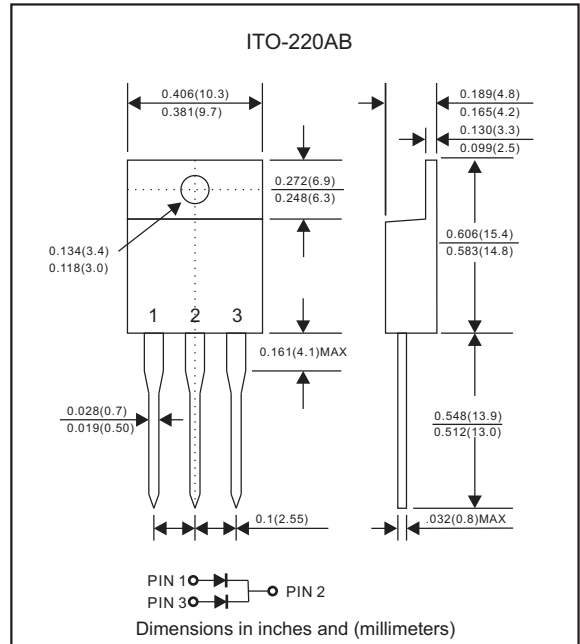 ITO-220AB
0.406(10.3)
0.381(9.7)
0.189(4.8)
0.165(4.2)
0.130(3.3)
0.099(2.5)
0.272(6.9)
0.248(6.3)
0.134(3.4)
0.118(3.0)
0.606(15.4)
0.583(14.8)
1 2 3
0.161(4.1)MAX
0.028(0.7)
0.019(0.50)
0.548(13.9)
0.512(13.0)
0.1(2.55)
.032(0.8)MAX
PIN 1
PIN 2
PIN 3
Dimensions in inches and (millimeters)